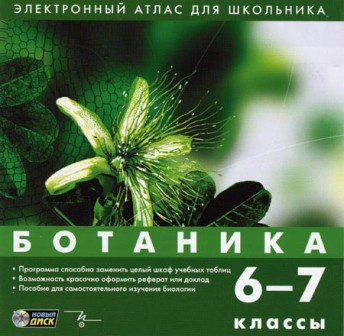 ЭЛЕКТРОННЫЙ АТЛАС ДЛЯ ШКОЛЬНИКА
БОТАНИКА
• Программа способна заменить целый шкаф учебных таблиц
• Возможность красочно оформить реферат или доклад
• Пособие для самостоятельного изучения биологии
6–7
классы
НОВЫЙ
ДИСК